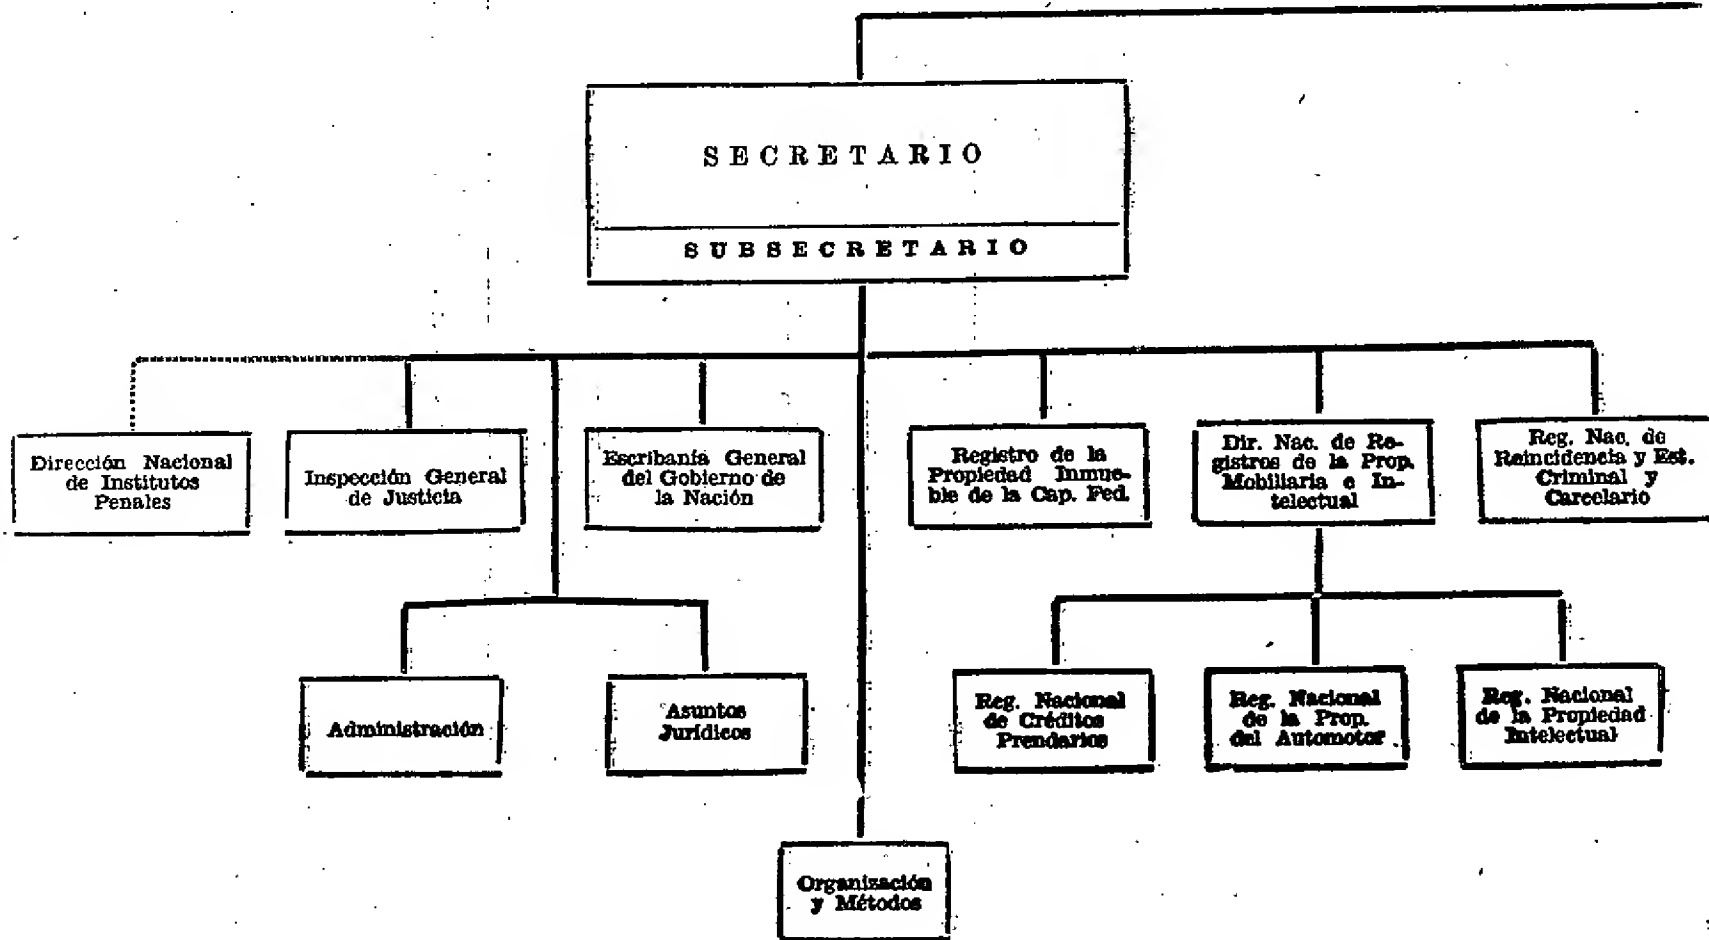 SECRETARIO
SUBSECRETARIO
Dirección Nacional
de Institutos
Penales
Inspección General
de Justicia
Escribanía General
del Gobierno de
la Nación
Registro de la
Propiedad Inmue-
ble de la Cap. Fed.
Dir. Nac. de Re-
gistros de la Prop.
Mobiliaria e In-
telectual
Reg. Nac. de
Reincidencia y Est.
Criminal y
Carcelario
Administración
Asuntos
Jurídicos
Reg. Nacional
de Créditos
Prendarios
Reg. Nacional
de la Prop.
del Automotor
Reg. Nacional
de la Propiedad
Intelectual
Organización
y Métodos